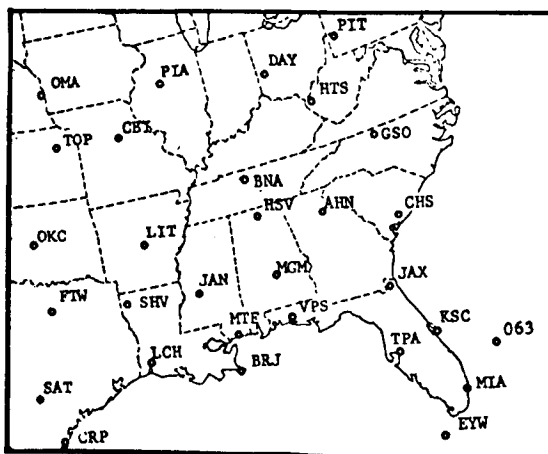 PIT
DAY
PIA
OMA
HTS
CBI
GSO
TOP
BNA
HSV
AHN
CHS
OKC
LIT
MGM
JAN
JAX
FTW
SHV
VPS
MTF
KSC
063
TPA
LCH
BRJ
MIA
SAT
EYW
CRP